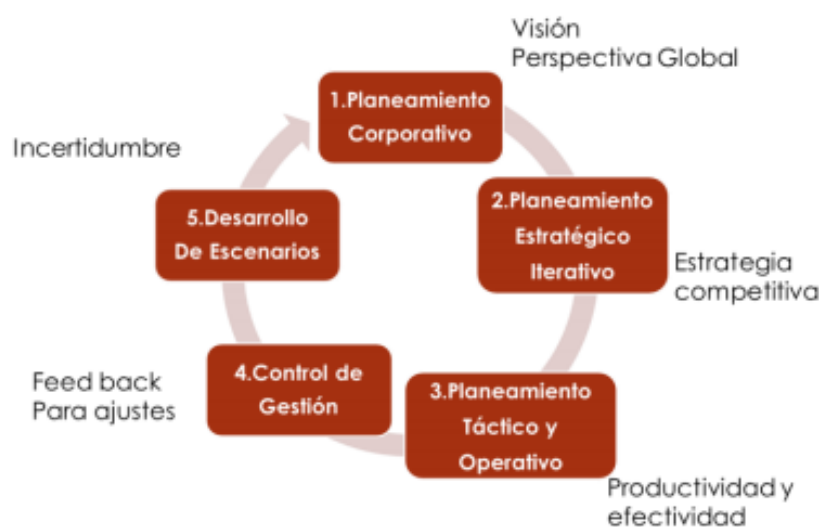 Visión
Perspectiva Global
1.Planeamiento
Corporativo
Incertidumbre
5.Desarrollo
De Escenarios
2.Planeamiento
Estratégico
Iterativo
Estrategia
competitiva
Feed back
Para ajustes
4.Control de
Gestión
3.Planeamiento
Táctico y
Operativo
Productividad y
efectividad